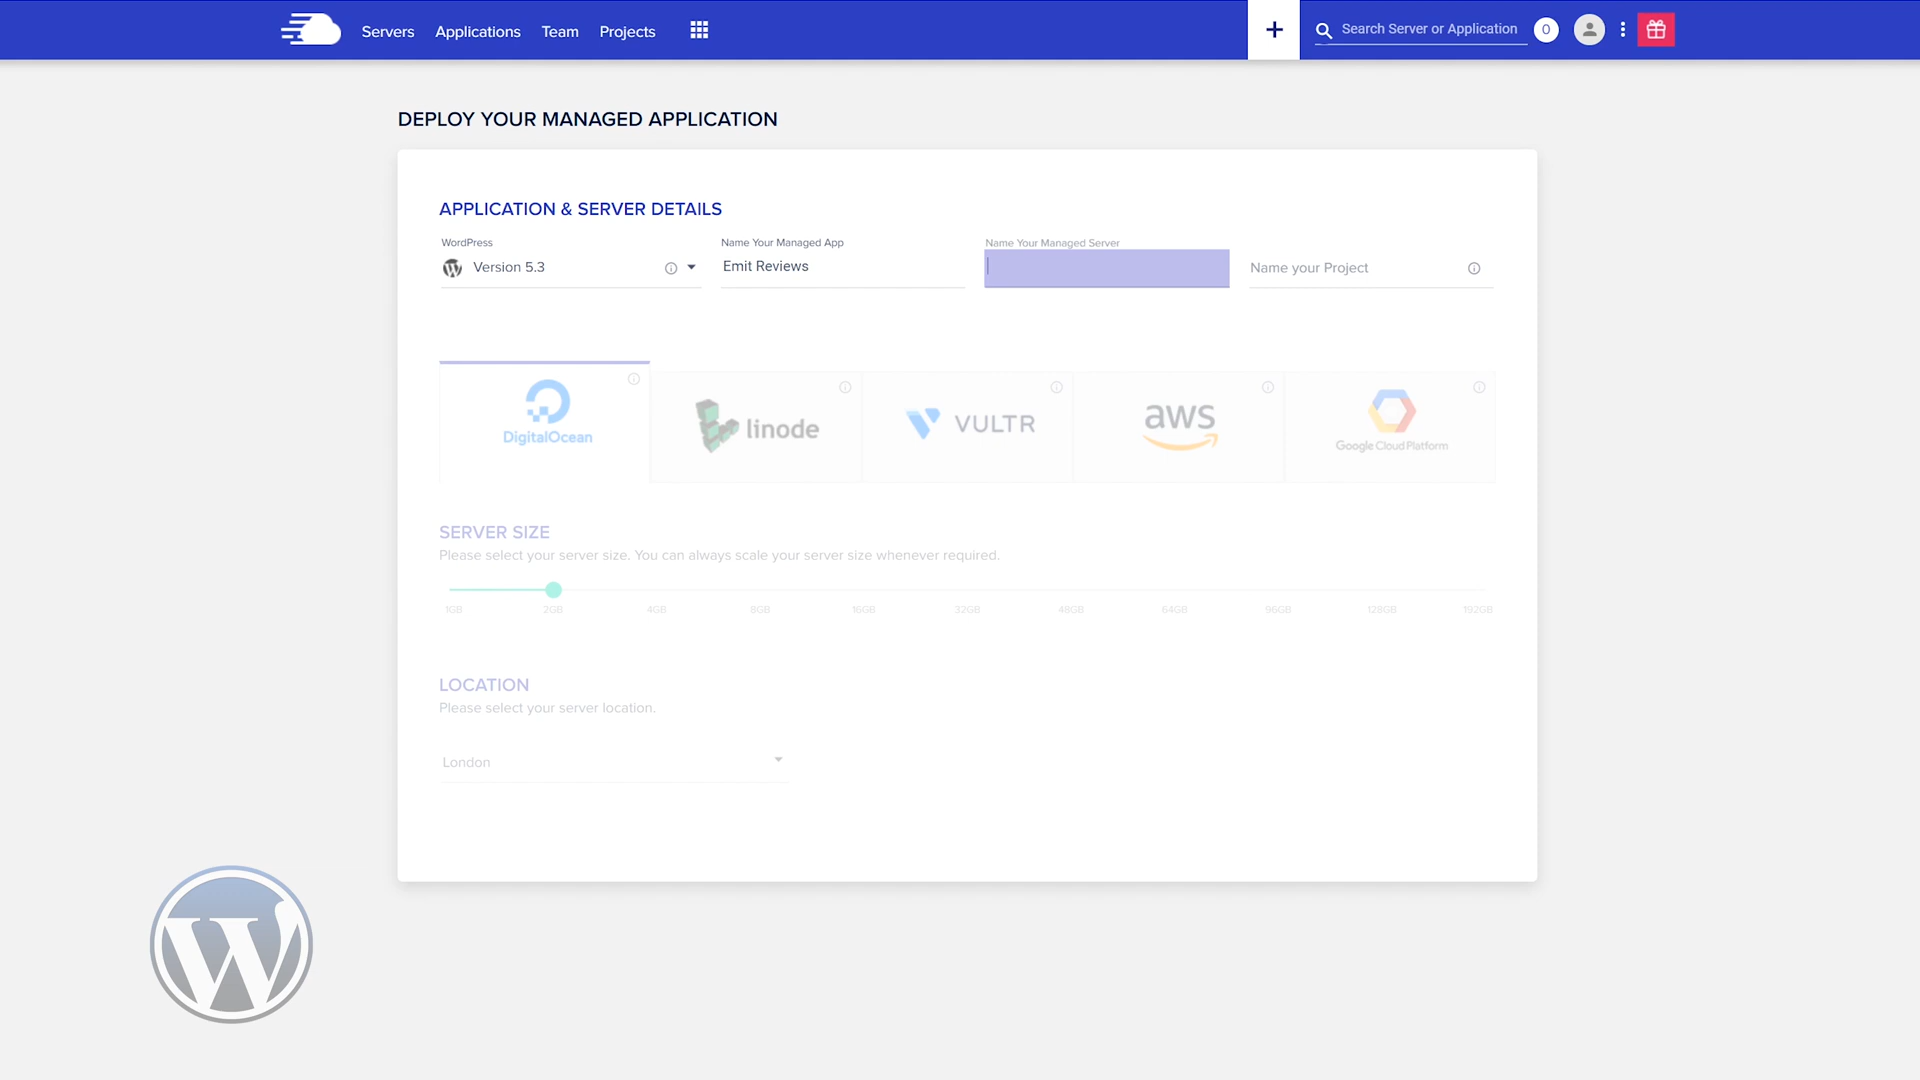 Servers Applications Team Projects
+ Search Server or Application 0
DEPLOY YOUR MANAGED APPLICATION
APPLICATION & SERVER DETAILS
WordPress Name Your Managed App Name Your Managed Server
Version 5.3 Emit Reviews Name your Project
DigitalOcean linode VULTR aws Google Cloud Platform
SERVER SIZE
Please select your server size. You can always scale your server size whenever required.
1GB 2GB 4GB 8GB 16GB 32GB 48GB 64GB 96GB 128GB 192GB
LOCATION
Please select your server location.
London